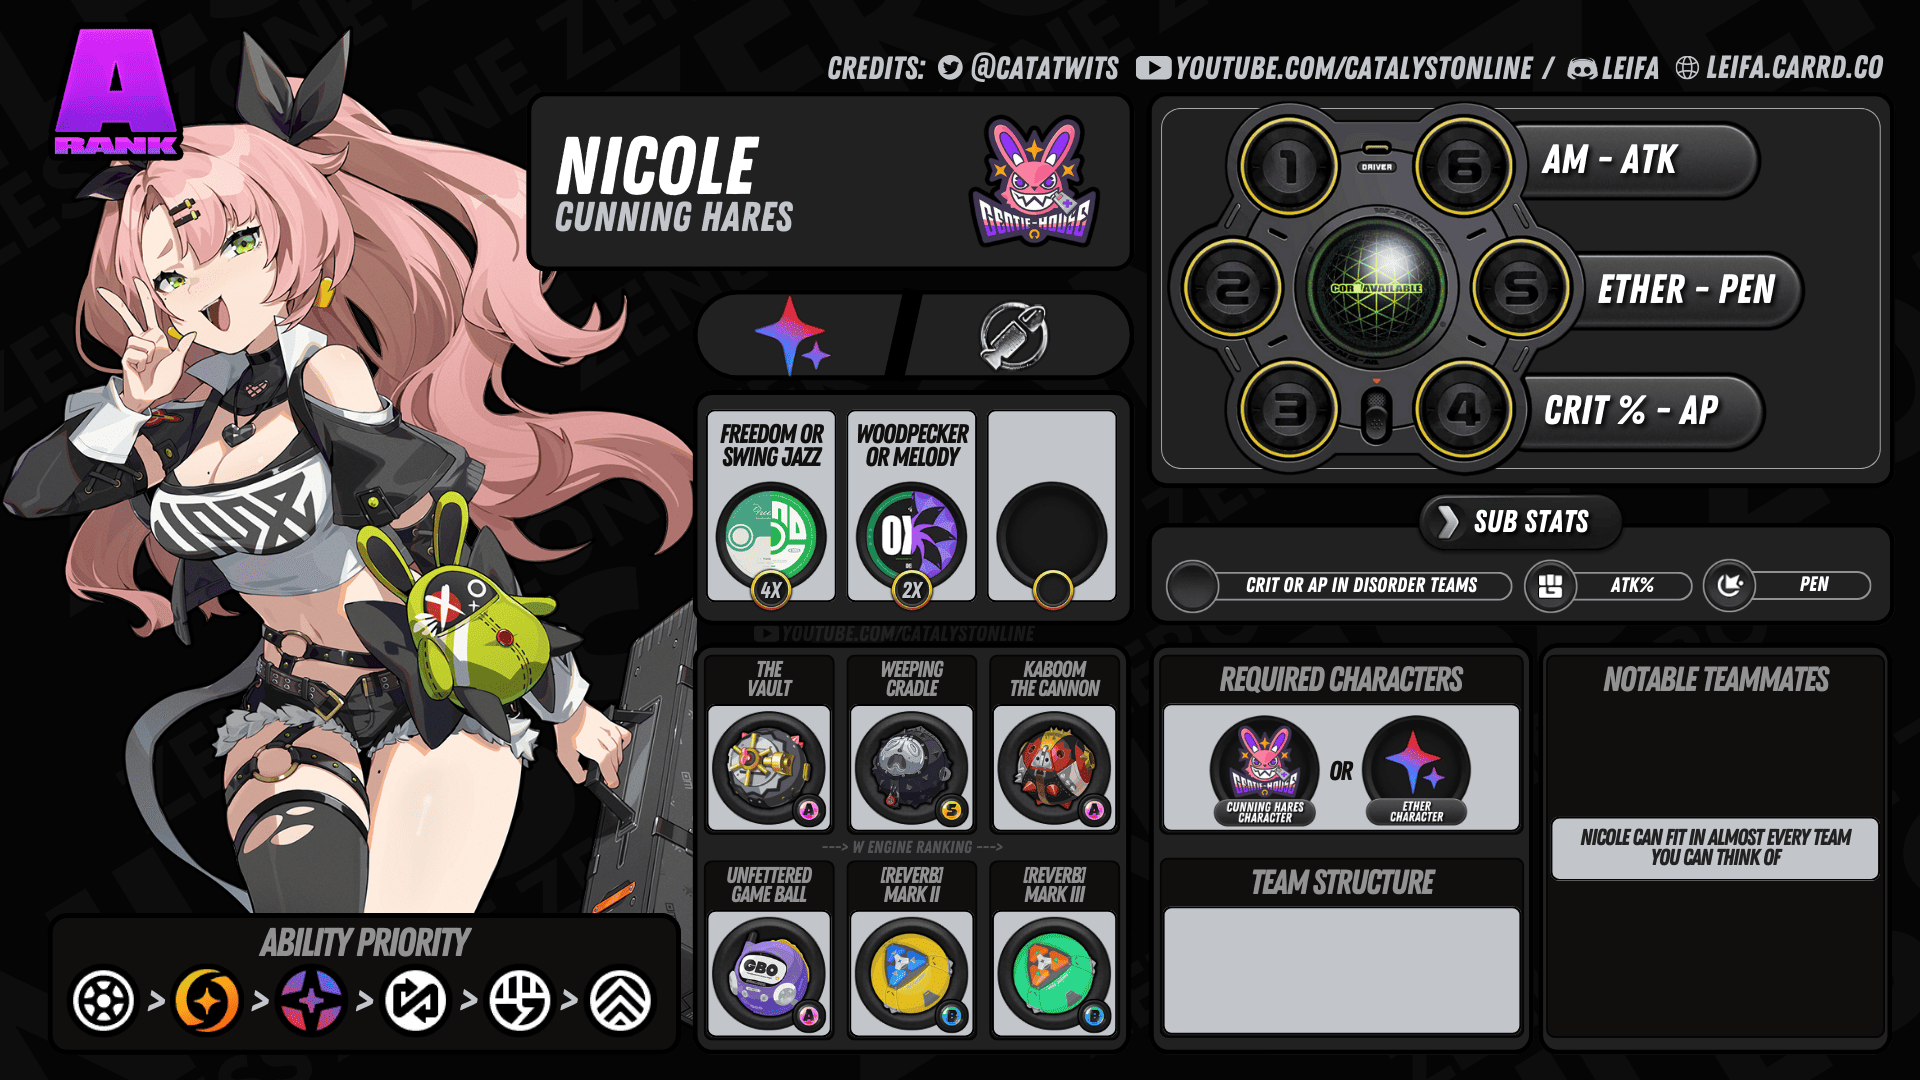 A
RANK
CREDITS: @CATATWITS YOUTUBE.COM/CATALYSTONLINE / LEIFA LEIFA.CARRD.CO
NICOLE
CUNNING HARES
GENTLE-HOUSE
1
6
DRIVER
AM - ATK
2
5
COR AVAILABLE
ETHER - PEN
3
4
CRIT % - AP
FREEDOM OR
SWING JAZZ
4X
WOODPECKER
OR MELODY
2X
SUB STATS
CRIT OR AP IN DISORDER TEAMS
ATK%
PEN
YOUTUBE.COM/CATALYSTONLINE
THE
VAULT
A
WEEPING
CRADLE
S
KABOOM
THE CANNON
A
---> W ENGINE RANKING --->
UNFETTERED
GAME BALL
GBO
A
[REVERB]
MARK II
B
[REVERB]
MARK III
B
REQUIRED CHARACTERS
CUNNING HARES
CHARACTER
OR
ETHER
CHARACTER
TEAM STRUCTURE
NOTABLE TEAMMATES
NICOLE CAN FIT IN ALMOST EVERY TEAM
YOU CAN THINK OF
ABILITY PRIORITY
> > > > >